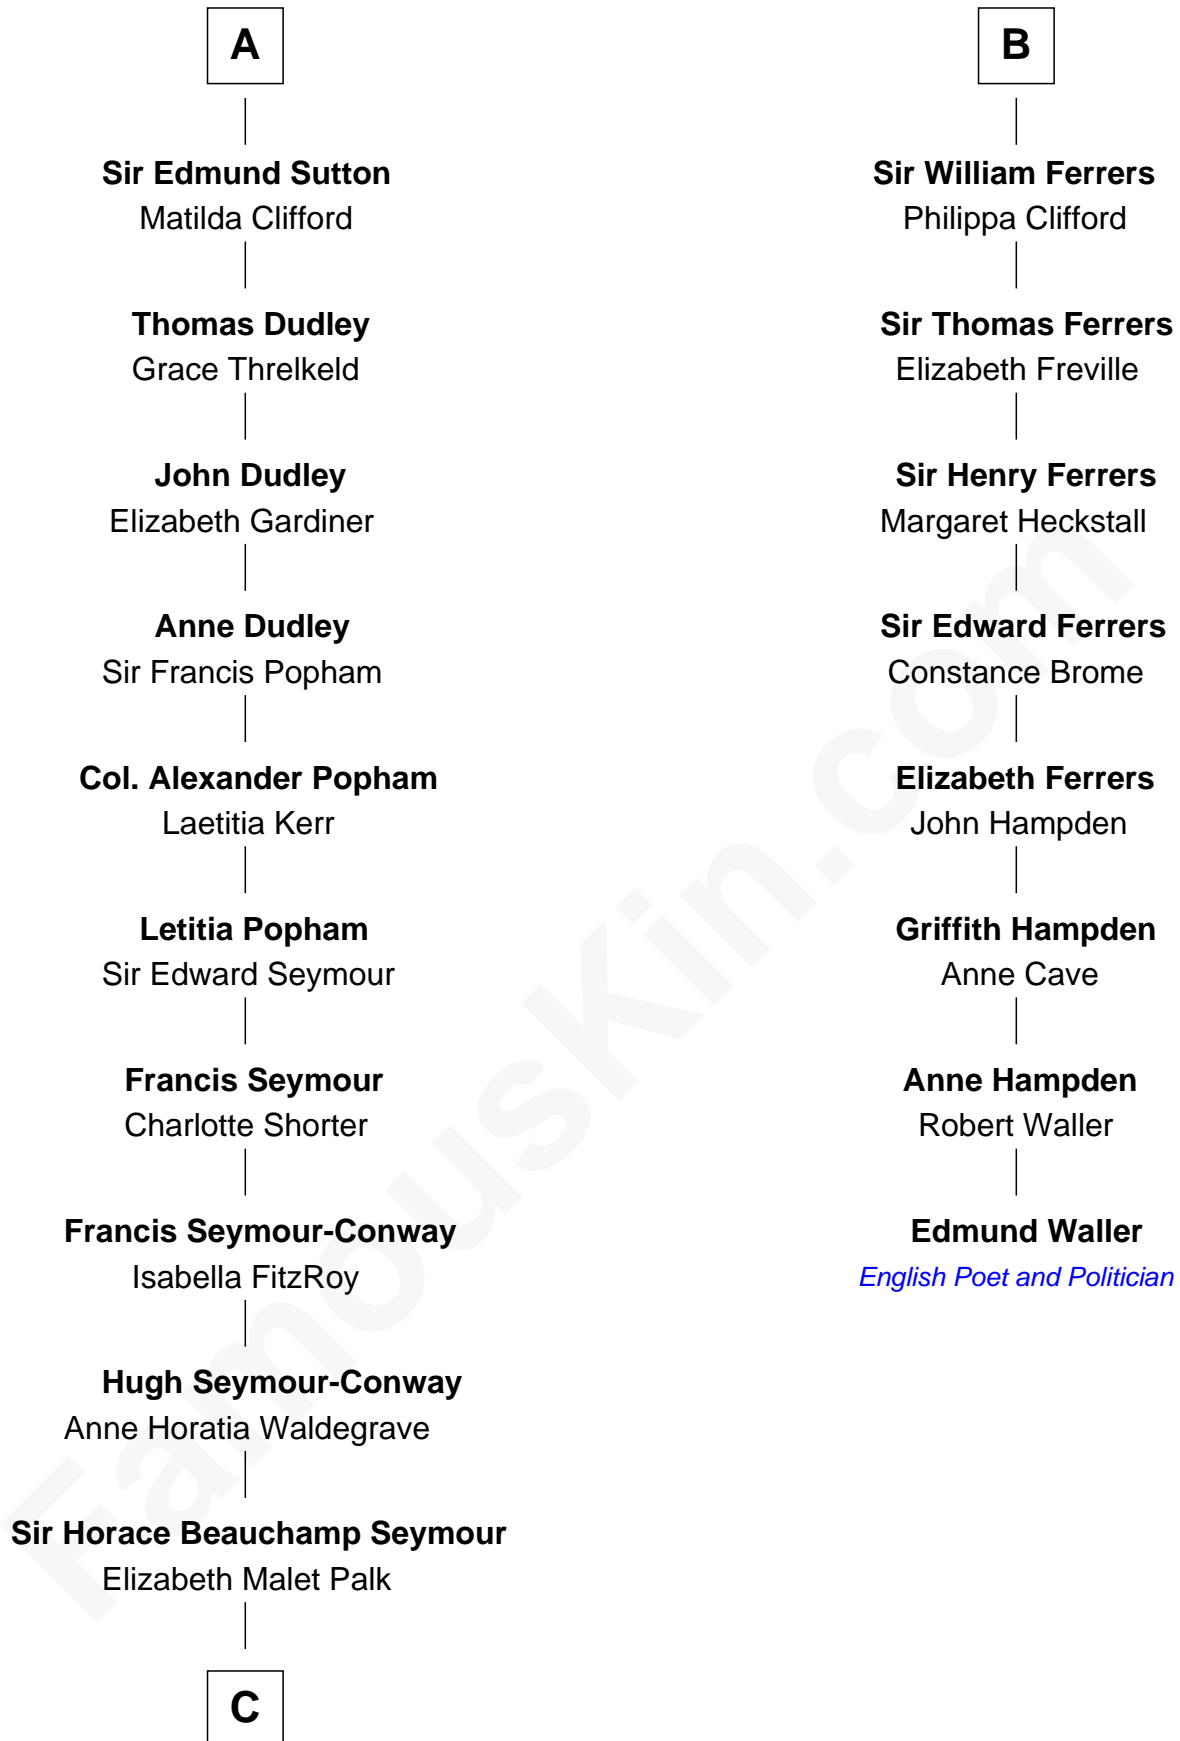 A
Sir Edmund Sutton
Matilda Clifford
Thomas Dudley
Grace Threlkeld
John Dudley
Elizabeth Gardiner
Anne Dudley
Sir Francis Popham
Col. Alexander Popham
Laetitia Kerr
Letitia Popham
Sir Edward Seymour
Francis Seymour
Charlotte Shorter
Francis Seymour-Conway
Isabella FitzRoy
Hugh Seymour-Conway
Anne Horatia Waldegrave
Sir Horace Beauchamp Seymour
Elizabeth Malet Palk
C
B
Sir William Ferrers
Philippa Clifford
Sir Thomas Ferrers
Elizabeth Freville
Sir Henry Ferrers
Margaret Heckstall
Sir Edward Ferrers
Constance Brome
Elizabeth Ferrers
John Hampden
Griffith Hampden
Anne Cave
Anne Hampden
Robert Waller
Edmund Waller
English Poet and Politician
FamousKin.com